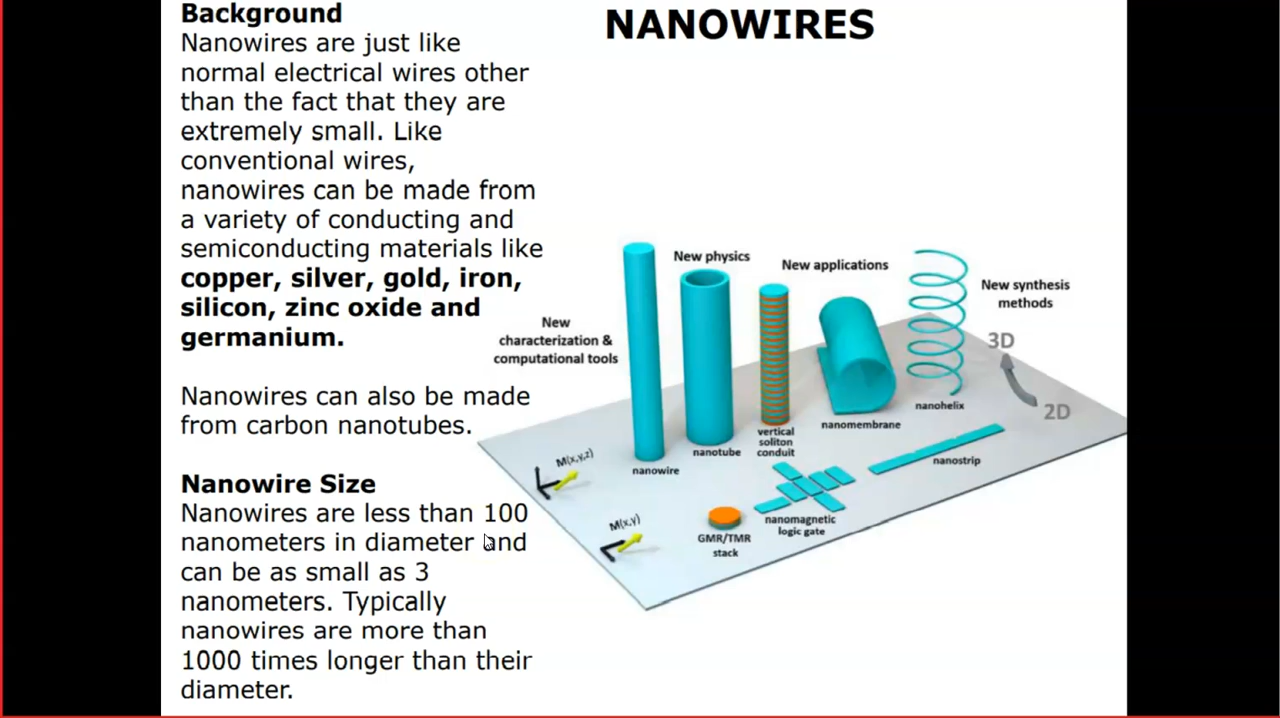 NANOWIRES
Background
Nanowires are just like
normal electrical wires other
than the fact that they are
extremely small. Like
conventional wires,
nanowires can be made from
a variety of conducting and
semiconducting materials like
copper, silver, gold, iron,
silicon, zinc oxide and
germanium.
Nanowires can also be made
from carbon nanotubes.
Nanowire Size
Nanowires are less than 100
nanometers in diameter and
can be as small as 3
nanometers. Typically
nanowires are more than
1000 times longer than their
diameter.
New
characterization &
computational tools
New physics
New applications
New synthesis
methods
3D
2D
nanowire
nanotube
vertical
soliton
conduit
nanomembrane
nanohelix
M(x,y,z)
M(x,y)
GMR/TMR
stack
nanomagnetic
logic gate
nanostrip